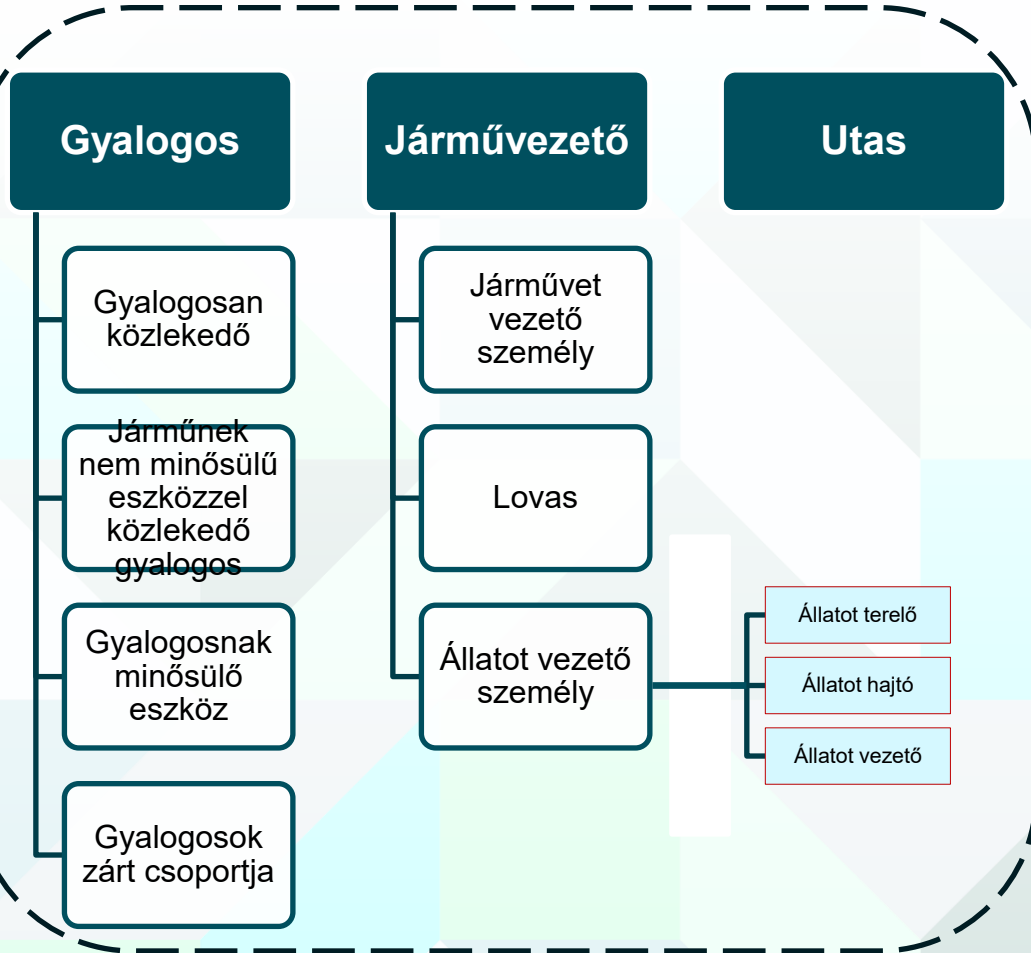 Gyalogos
Gyalogosan
közlekedő
Járműnek
nem minősülő
eszközzel
közlekedő
gyalogos
Gyalogosnak
minősülő
eszköz
Gyalogosok
zárt csoportja
Járművezető
Járművet
vezető
személy
Lovas
Állatot vezető
személy
Állatot terelő
Állatot hajtó
Állatot vezető
Utas